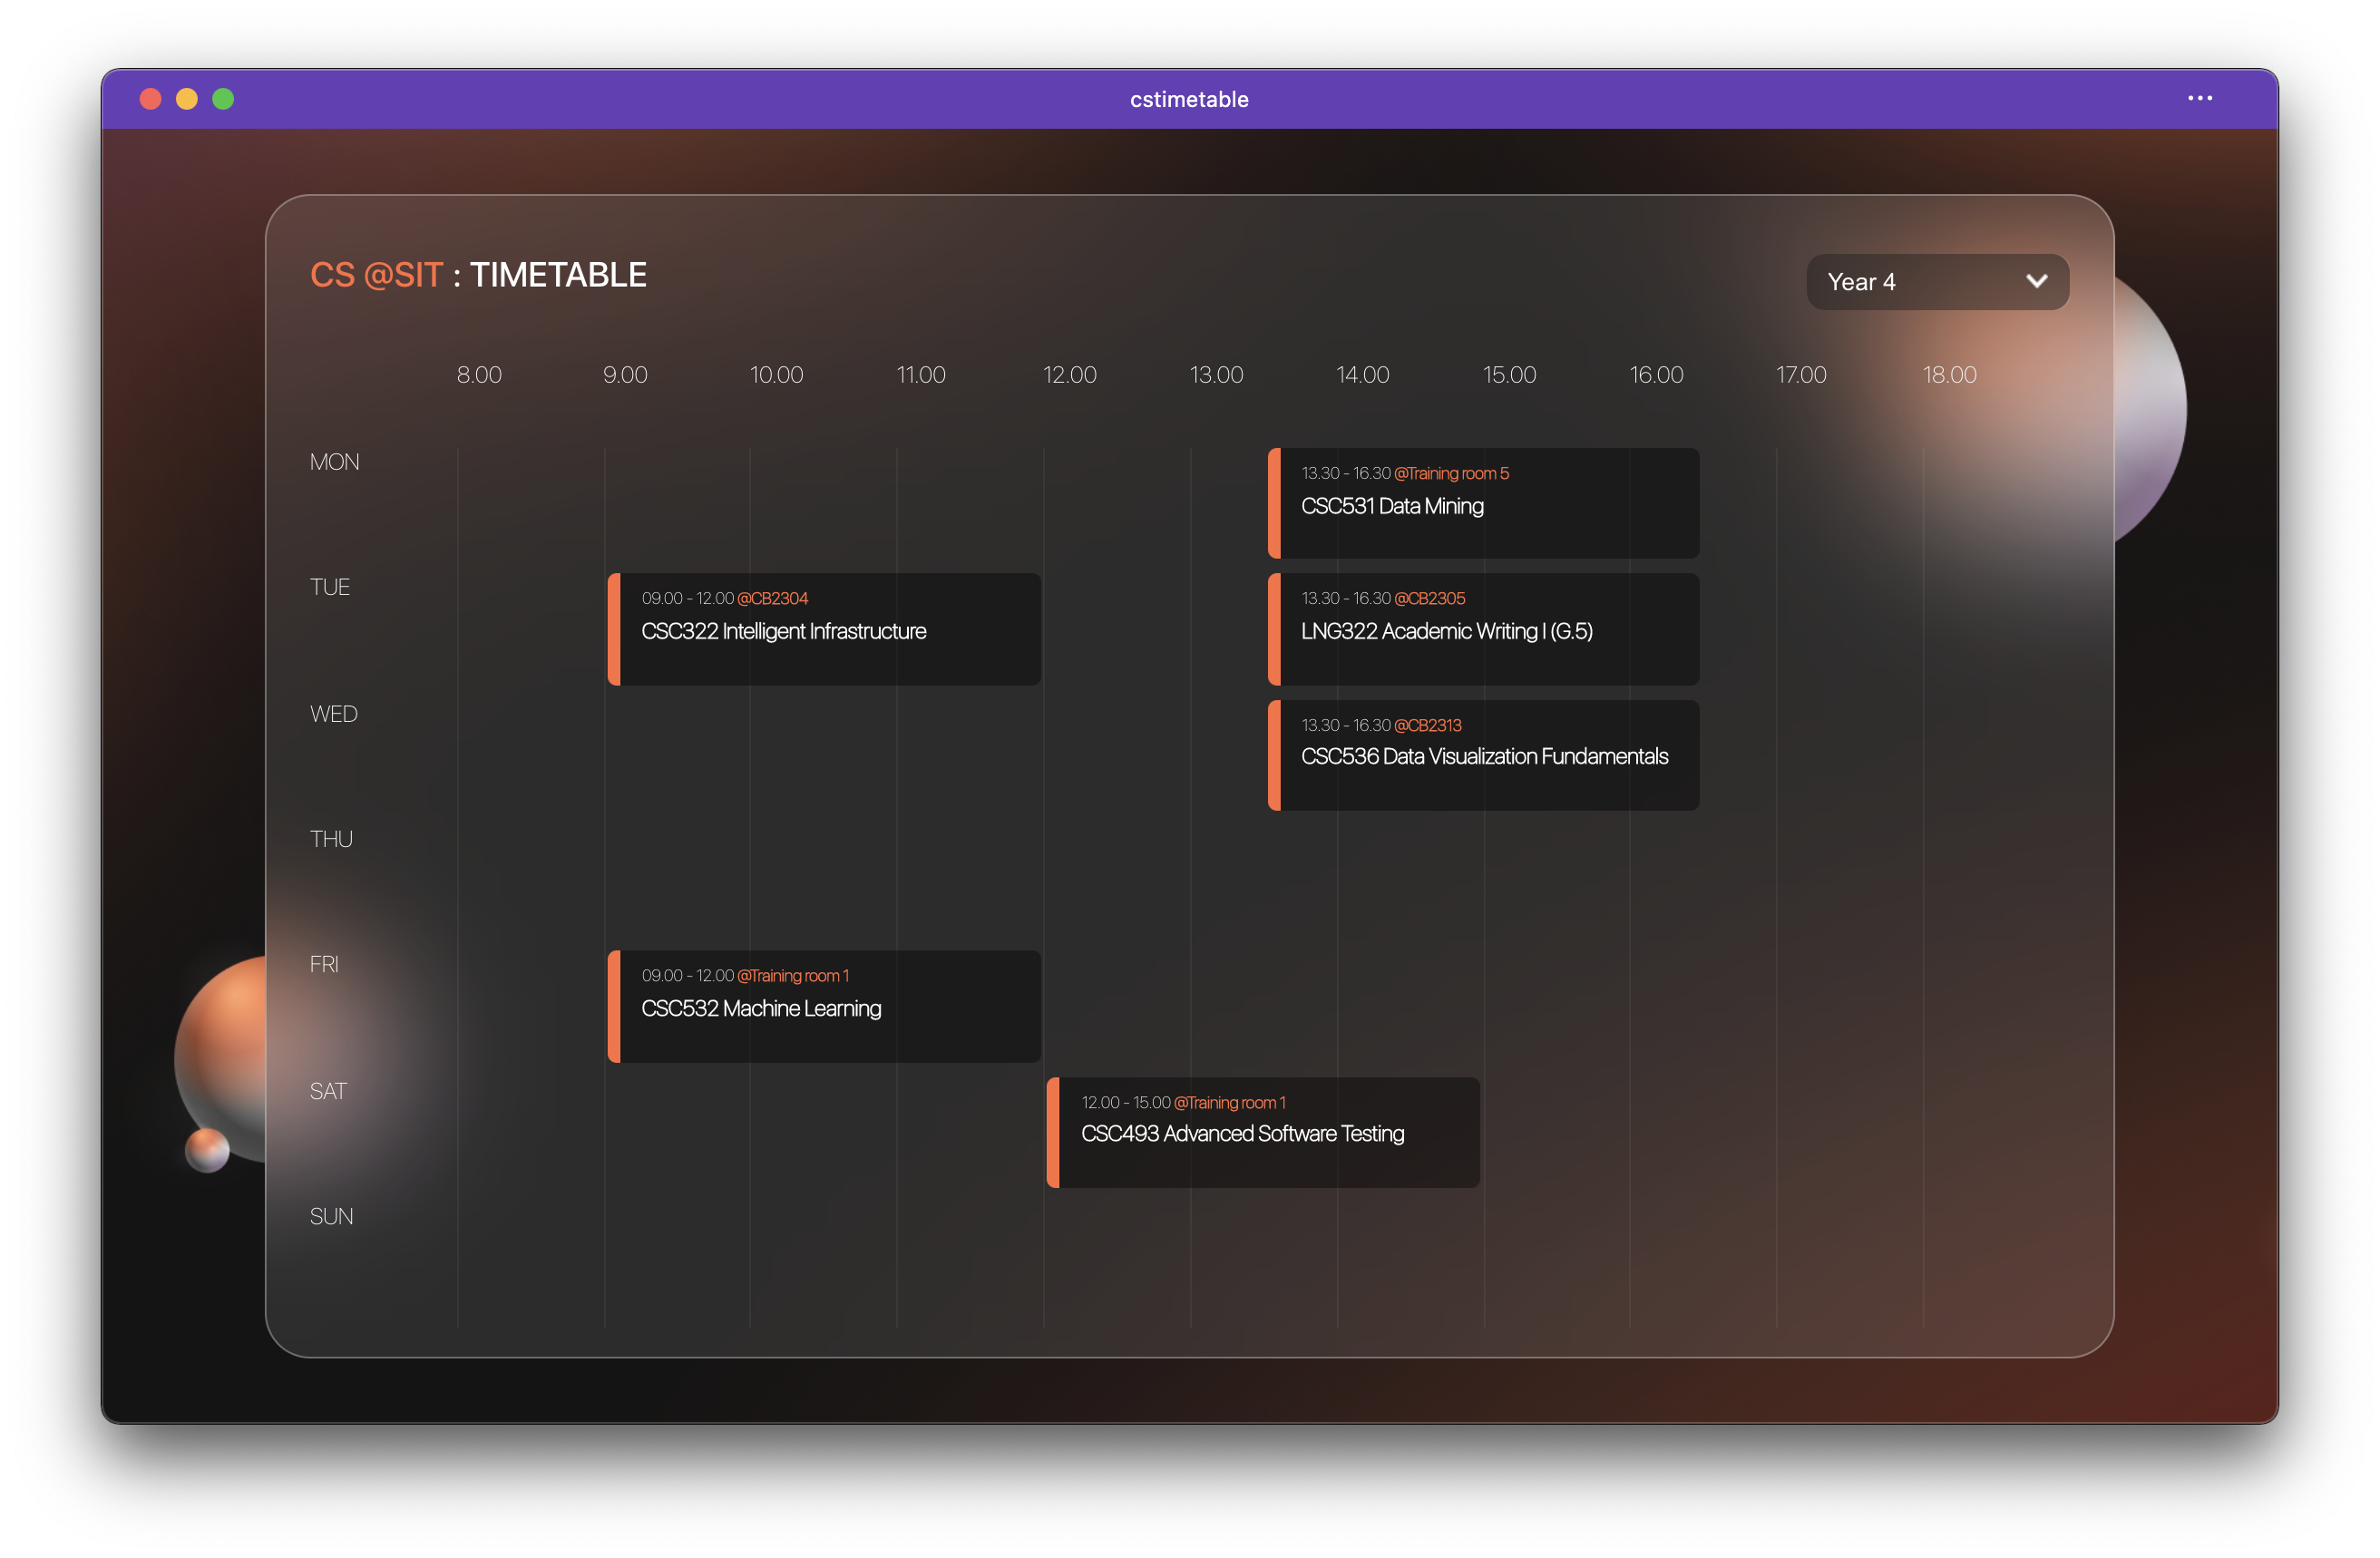 cstimetable
CS @SIT : TIMETABLE
Year 4
8.00 9.00 10.00 11.00 12.00 13.00 14.00 15.00 16.00 17.00 18.00
MON
13.30 - 16.30 @Training room 5
CSC531 Data Mining
TUE
09.00 - 12.00 @CB2304
CSC322 Intelligent Infrastructure
13.30 - 16.30 @CB2305
LNG322 Academic Writing I (G.5)
WED
13.30 - 16.30 @CB2313
CSC536 Data Visualization Fundamentals
THU
FRI
09.00 - 12.00 @Training room 1
CSC532 Machine Learning
SAT
12.00 - 15.00 @Training room 1
CSC493 Advanced Software Testing
SUN